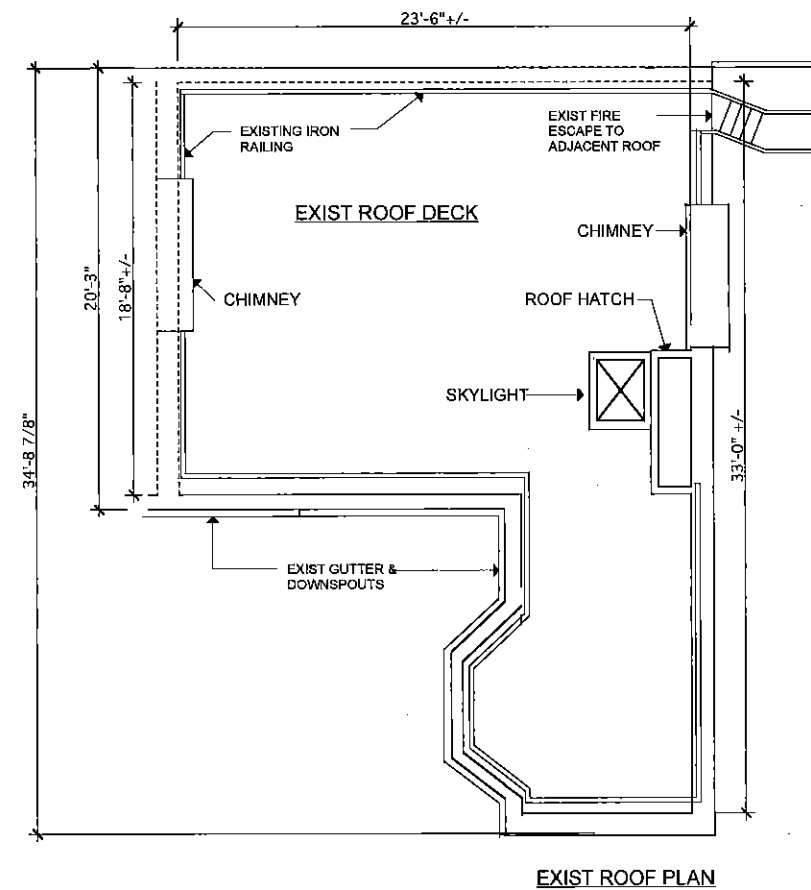 23'-6"+/-
EXISTING IRON
RAILING
EXIST FIRE
ESCAPE TO
ADJACENT ROOF
EXIST ROOF DECK
CHIMNEY
CHIMNEY
ROOF HATCH
SKYLIGHT
20'-3"
18'-8"+/-
34'-8 7/8"
33'-0" +/-
EXIST GUTTER &
DOWNSPOUTS
EXIST ROOF PLAN